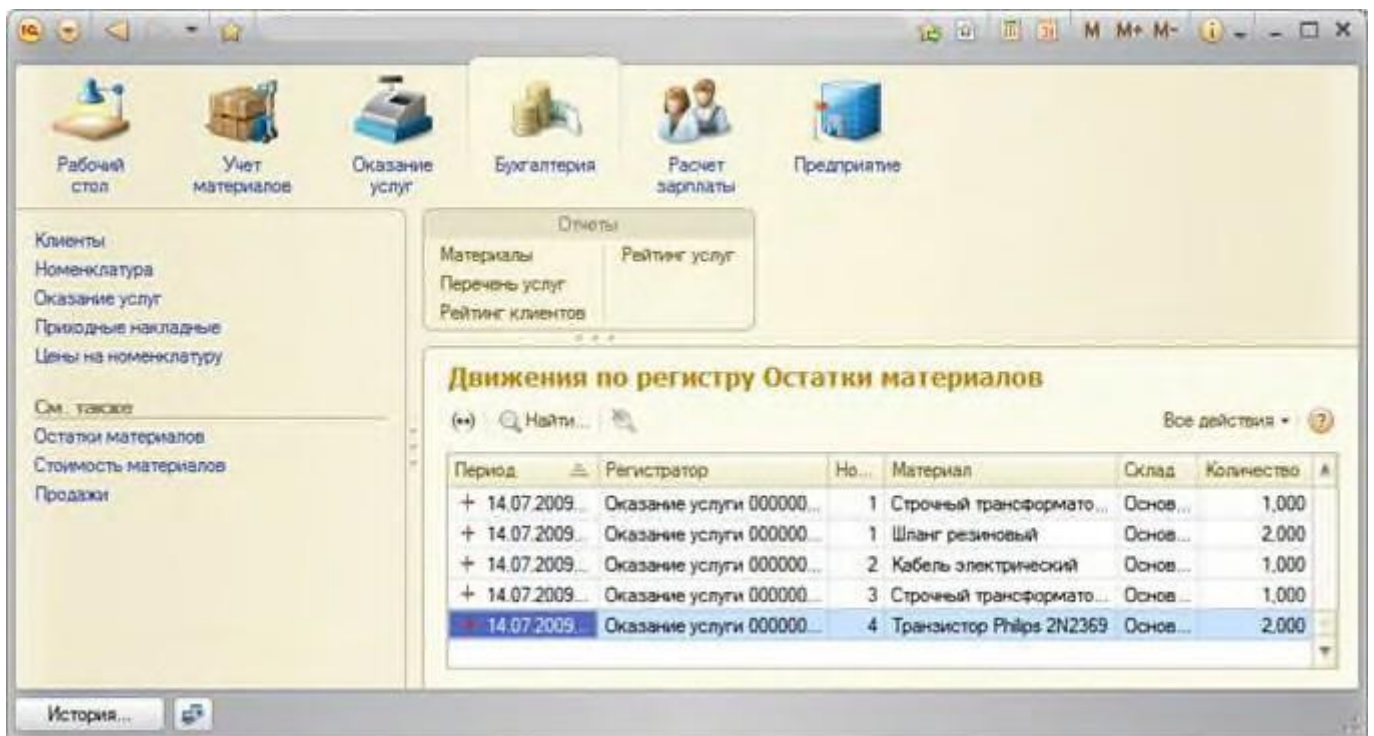 1С
31 M M+ M-
Рабочий стол
Учет материалов
Оказание услуг
Бухгалтерия
Расчет зарплаты
Предприятие
Клиенты
Номенклатура
Оказание услуг
Приходные накладные
Цены на номенклатуру
См. также
Остатки материалов
Стоимость материалов
Продажи
Отчеты
Материалы Рейтинг услуг
Перечень услуг
Рейтинг клиентов
Движения по регистру Остатки материалов
Найти... Все действия
Период Регистратор Но... Материал Склад Количество
14.07.2009... Оказание услуги 000000... 1 Строчный трансформато... Основ... 1,000
14.07.2009... Оказание услуги 000000... 1 Шланг резиновый Основ... 2,000
14.07.2009... Оказание услуги 000000... 2 Кабель электрический Основ... 1,000
14.07.2009... Оказание услуги 000000... 3 Строчный трансформато... Основ... 1,000
14.07.2009... Оказание услуги 000000... 4 Транзистор Philips 2N2369 Основ... 2,000
История...